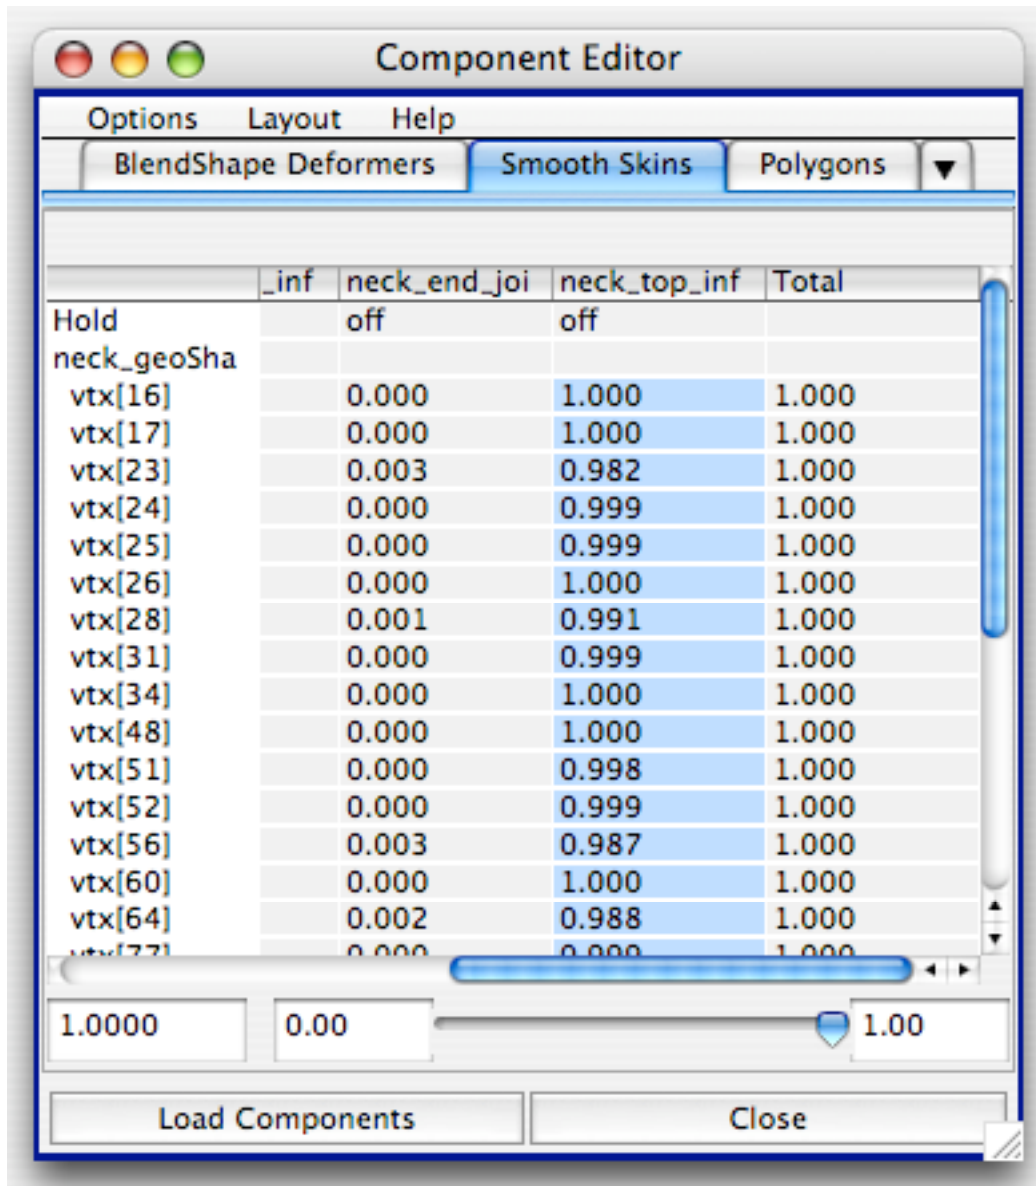 Component Editor
Options Layout Help
BlendShape Deformers Smooth Skins Polygons
_inf neck_end_joi neck_top_inf Total
Hold off off
neck_geoSha
vtx[16] 0.000 1.000 1.000
vtx[17] 0.000 1.000 1.000
vtx[23] 0.003 0.982 1.000
vtx[24] 0.000 0.999 1.000
vtx[25] 0.000 0.999 1.000
vtx[26] 0.000 1.000 1.000
vtx[28] 0.001 0.991 1.000
vtx[31] 0.000 0.999 1.000
vtx[34] 0.000 1.000 1.000
vtx[48] 0.000 1.000 1.000
vtx[51] 0.000 0.998 1.000
vtx[52] 0.000 0.999 1.000
vtx[56] 0.003 0.987 1.000
vtx[60] 0.000 1.000 1.000
vtx[64] 0.002 0.988 1.000
1.0000 0.00 1.00
Load Components Close